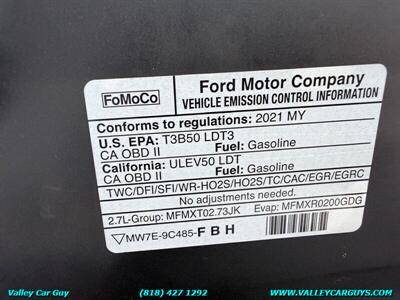 FoMoCo
Ford Motor Company
VEHICLE EMISSION CONTROL INFORMATION
Conforms to regulations: 2021 MY
U.S. EPA: T3B50 LDT3
CA OBD II Fuel: Gasoline
California: ULEV50 LDT
CA OBD II Fuel: Gasoline
TWC/DFI/SFI/WR-HO2S/HO2S/TC/CAC/EGR/EGRC
No adjustments needed.
2.7L-Group: MFMXT02.73JK Evap: MFMXR0200GDG
MW7E-9C485-FBH
Valley Car Guy (818) 427 1292 WWW.VALLEYCARGUYS.COM